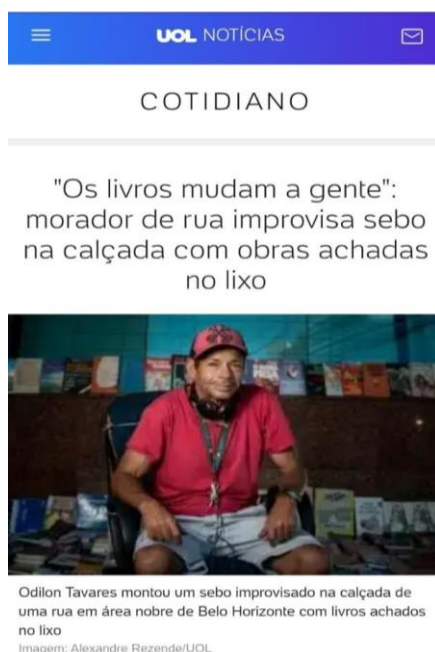 UOL NOTÍCIAS
COTIDIANO
"Os livros mudam a gente":
morador de rua improvisa sebo
na calçada com obras achadas
no lixo
Odilon Tavares montou um sebo improvisado na calçada de
uma rua em área nobre de Belo Horizonte com livros achados
no lixo
Imagem: Alexandre Rezende/UOL